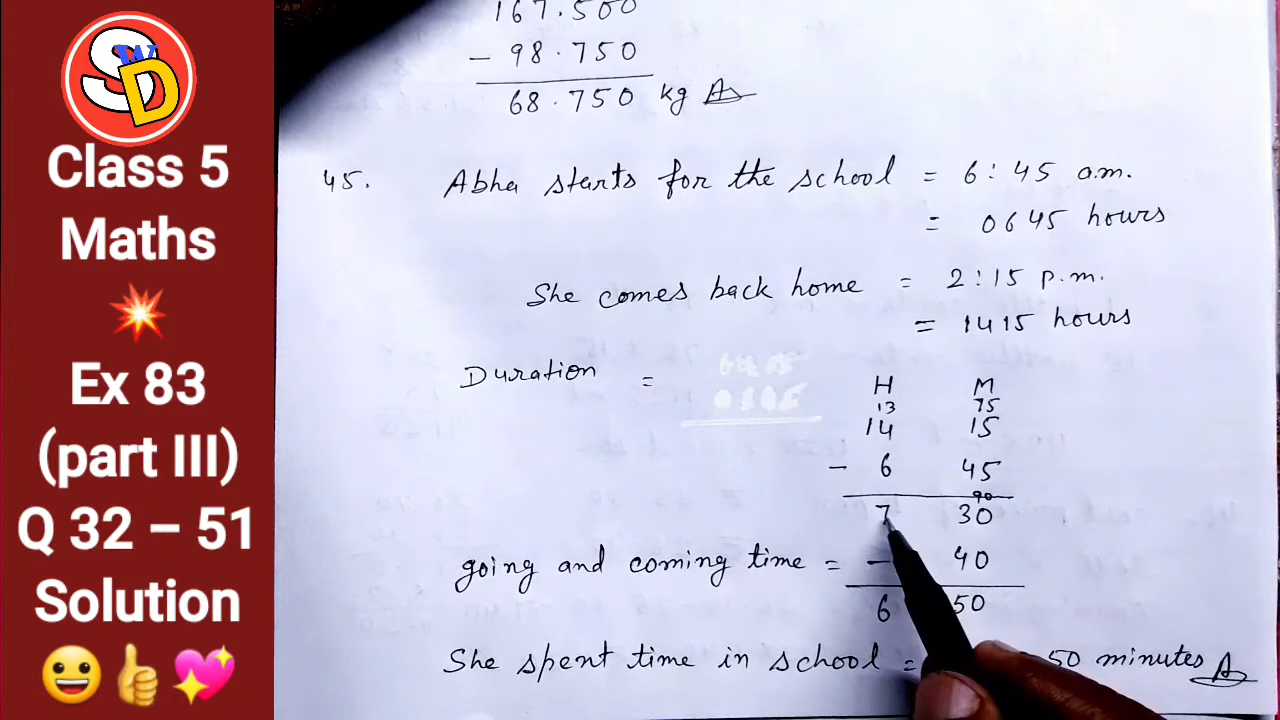 SD
W
Class 5
Maths
Ex 83
(part III)
Q 32 – 51
Solution
167.500
- 98.750
68.750 kg A
45. Abha starts for the school = 6:45 a.m.
= 0645 hours
She comes back home = 2:15 p.m.
= 1415 hours
Duration =
H M
13 75
14 15
- 6 45
90
7 30
going and coming time = - 40
6 50
She spent time in school = 50 minutes A